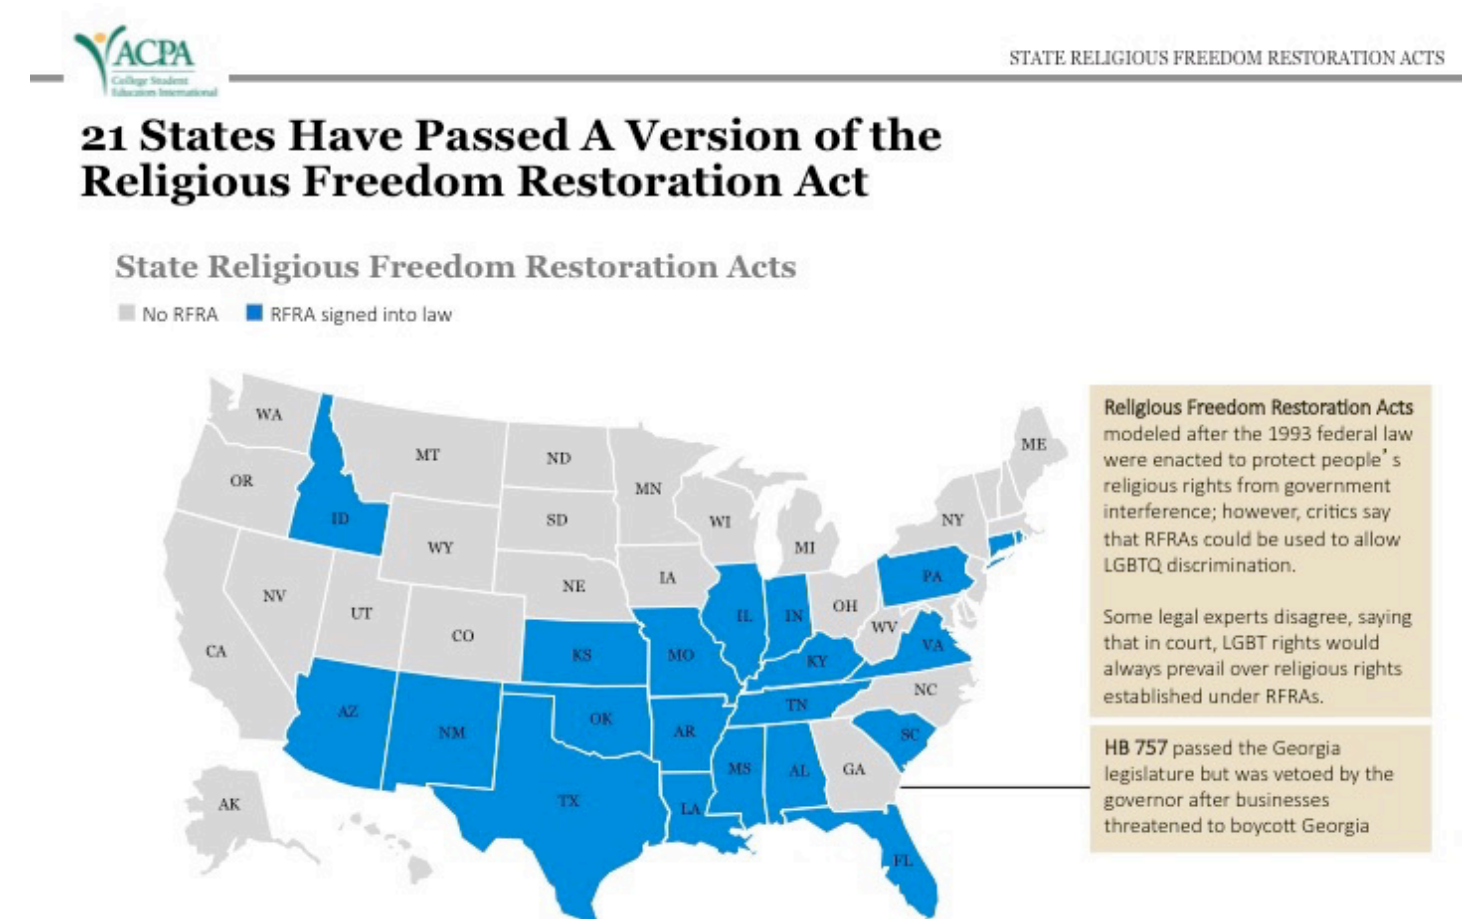 ACPA
College Student
Educators International
STATE RELIGIOUS FREEDOM RESTORATION ACTS
21 States Have Passed A Version of the
Religious Freedom Restoration Act
State Religious Freedom Restoration Acts
No RFRA
RFRA signed into law
WA
MT
ND
MN
ME
OR
ID
SD
WI
NY
WY
MI
NV
UT
NE
IA
PA
CO
IL
IN
OH
WV
CA
KS
MO
KY
VA
AZ
NM
OK
AR
TN
NC
SC
TX
MS
AL
GA
LA
AK
FL
Religious Freedom Restoration Acts
modeled after the 1993 federal law
were enacted to protect people's
religious rights from government
interference; however, critics say
that RFRAs could be used to allow
LGBTQ discrimination.
Some legal experts disagree, saying
that in court, LGBT rights would
always prevail over religious rights
established under RFRAs.
HB 757 passed the Georgia
legislature but was vetoed by the
governor after businesses
threatened to boycott Georgia